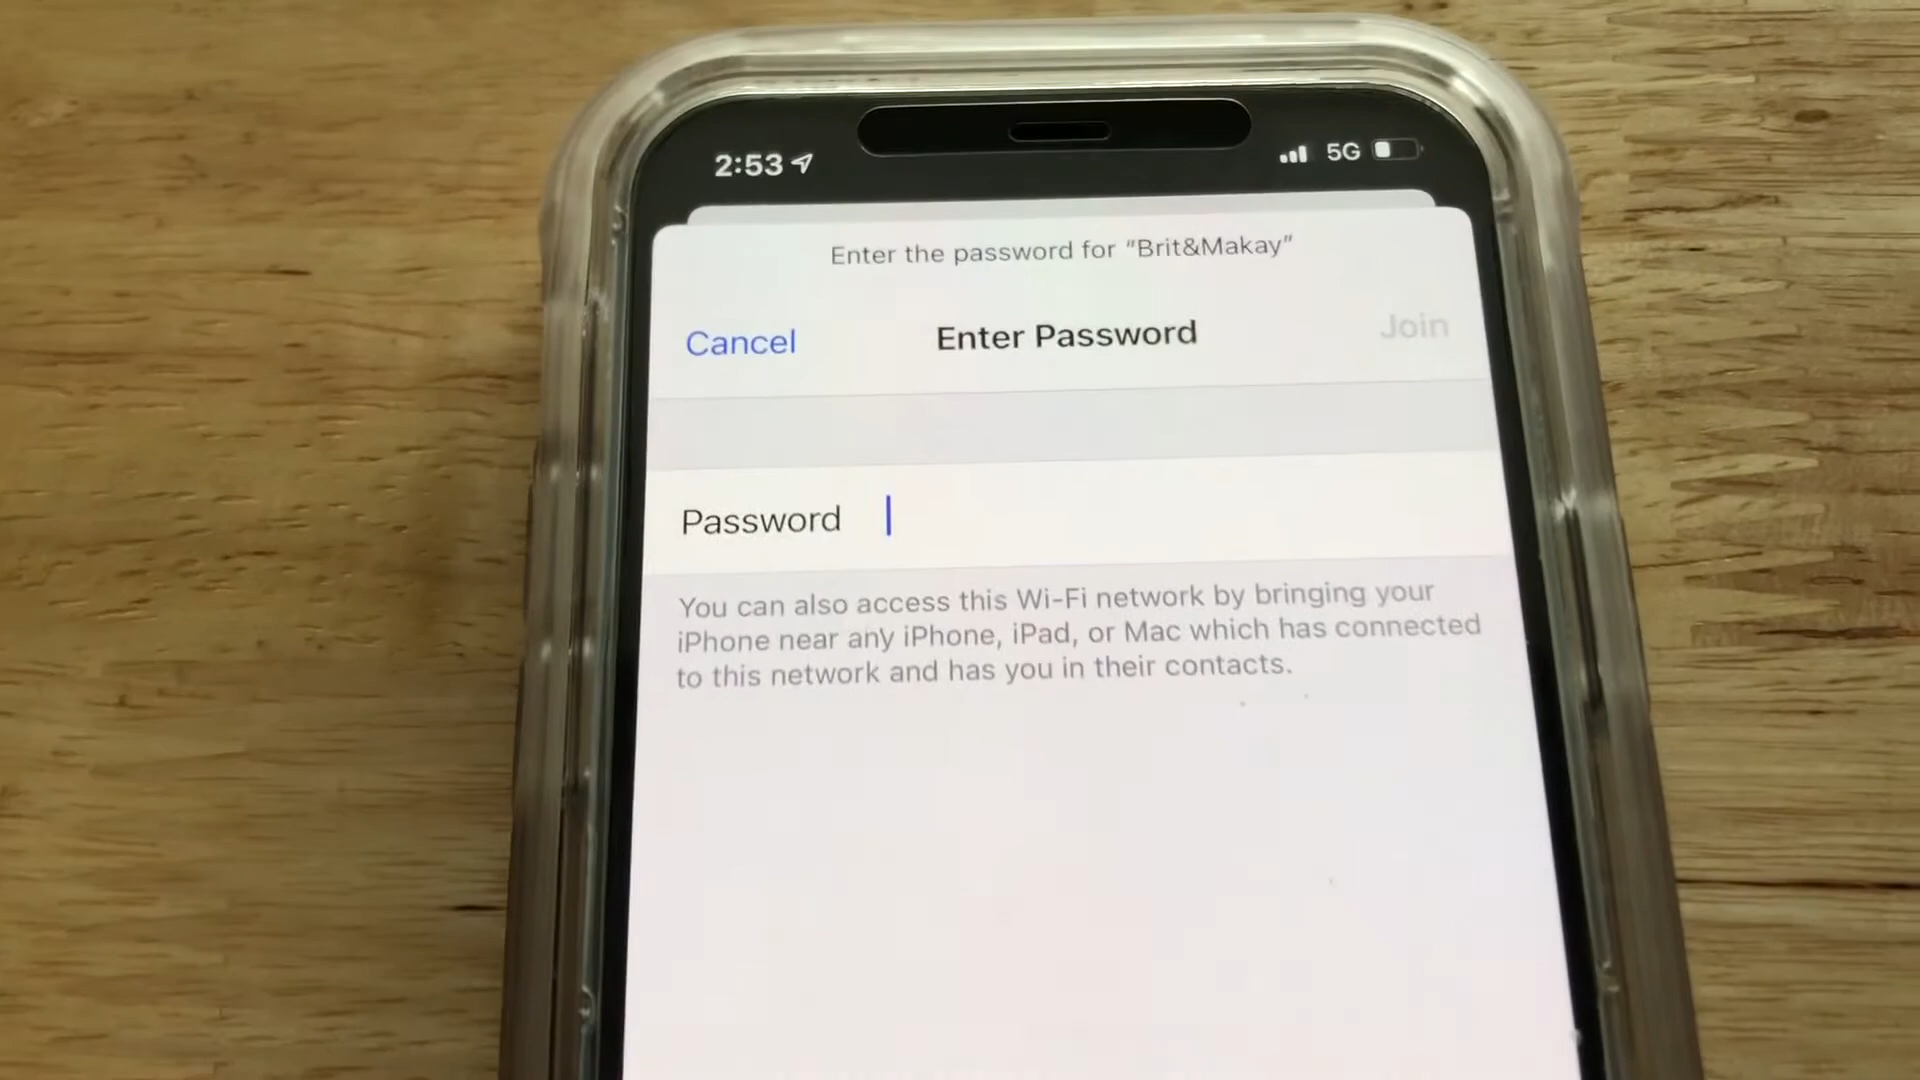 2:53
5G
Enter the password for “Brit&Makay”
Cancel
Enter Password
Join
Password
You can also access this Wi-Fi network by bringing your
iPhone near any iPhone, iPad, or Mac which has connected
to this network and has you in their contacts.